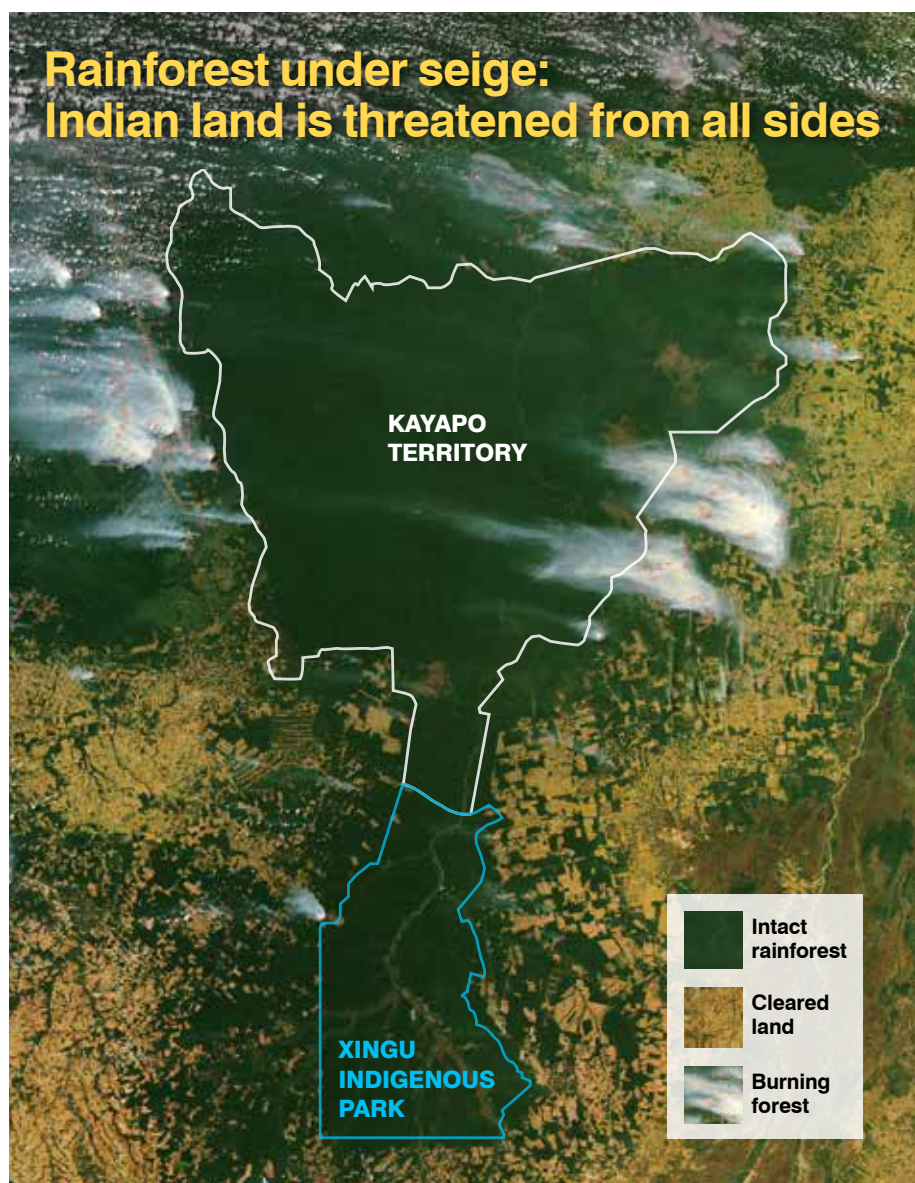 Rainforest under seige:
Indian land is threatened from all sides
KAYAPO
TERRITORY
XINGU
INDIGENOUS
PARK
Intact
rainforest
Cleared
land
Burning
forest